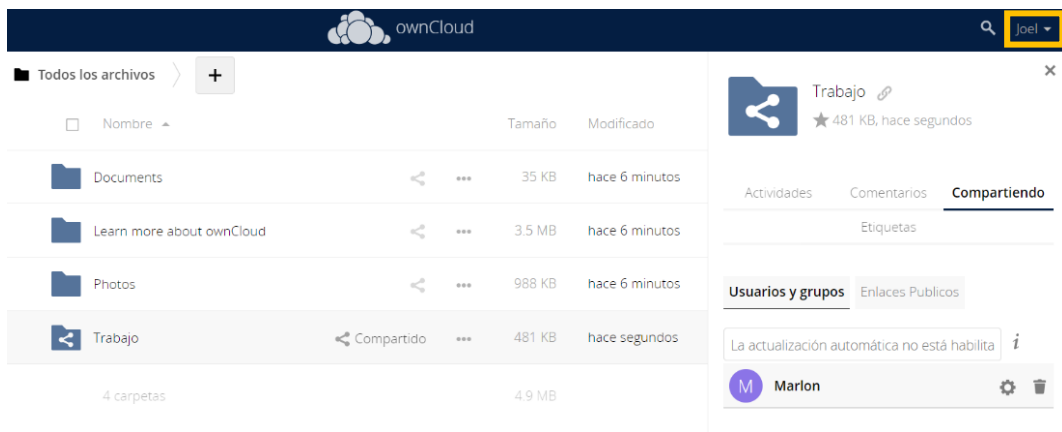 ownCloud
Joel
Todos los archivos
+
Nombre Tamaño Modificado
Documents 35 KB hace 6 minutos
Learn more about ownCloud 3.5 MB hace 6 minutos
Photos 988 KB hace 6 minutos
Trabajo Compartido 481 KB hace segundos
4 carpetas 4.9 MB
Trabajo
481 KB, hace segundos
Actividades Comentarios Compartiendo
Etiquetas
Usuarios y grupos Enlaces Publicos
La actualización automática no está habilita i
M Marlon